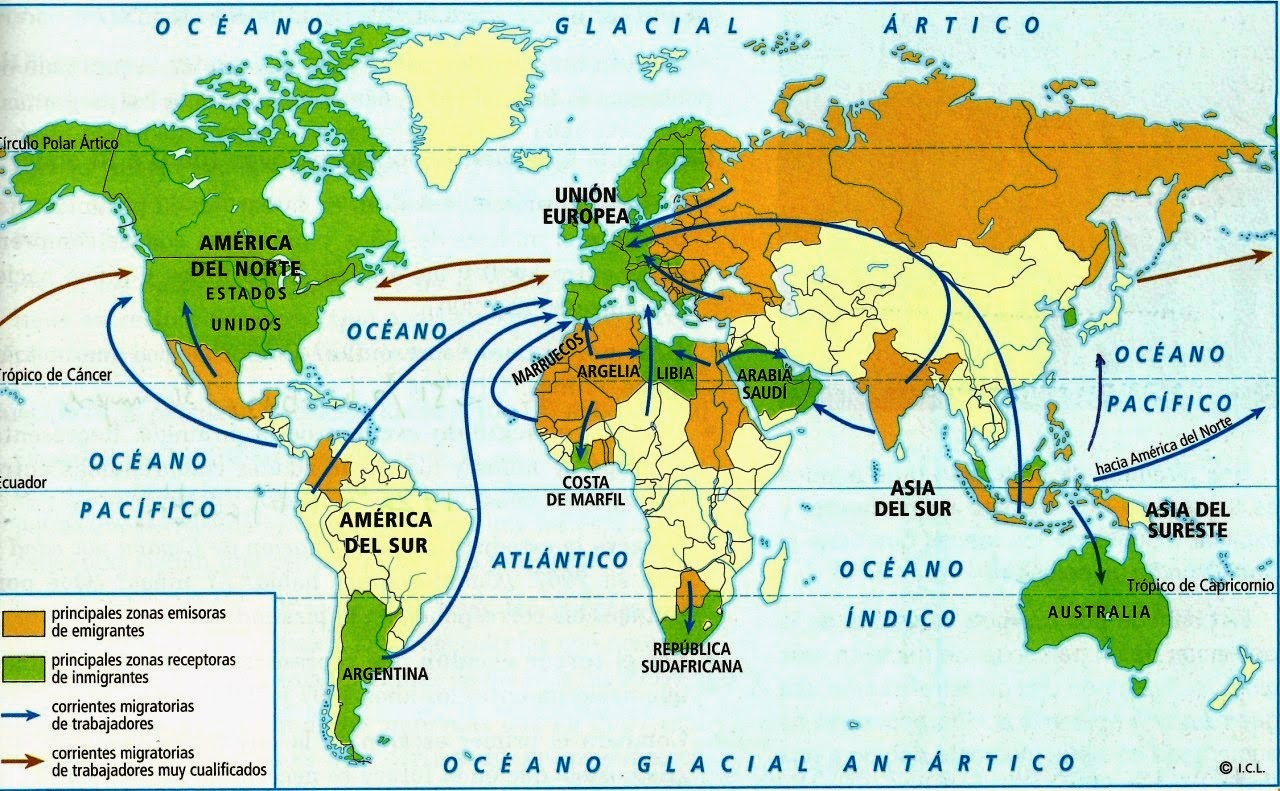 OCÉANO GLACIAL ÁRTICO
Círculo Polar Ártico
UNIÓN
EUROPEA
AMÉRICA
DEL NORTE
ESTADOS
UNIDOS
OCÉANO
ATLÁNTICO
Trópico de Cáncer
MARRUECOS
ARGELIA
LIBIA
ARABIA
SAUDÍ
OCÉANO
PACÍFICO
hacia América del Norte
OCÉANO
PACÍFICO
Ecuador
COSTA
DE MARFIL
ASIA
DEL SUR
ASIA DEL
SURESTE
AMÉRICA
DEL SUR
OCÉANO
ÍNDICO
Trópico de Capricornio
AUSTRALIA
REPÚBLICA
SUDAFRICANA
ARGENTINA
principales zonas emisoras
de emigrantes
principales zonas receptoras
de inmigrantes
corrientes migratorias
de trabajadores
corrientes migratorias
de trabajadores muy cualificados
OCÉANO GLACIAL ANTÁRTICO
© I.C.L.